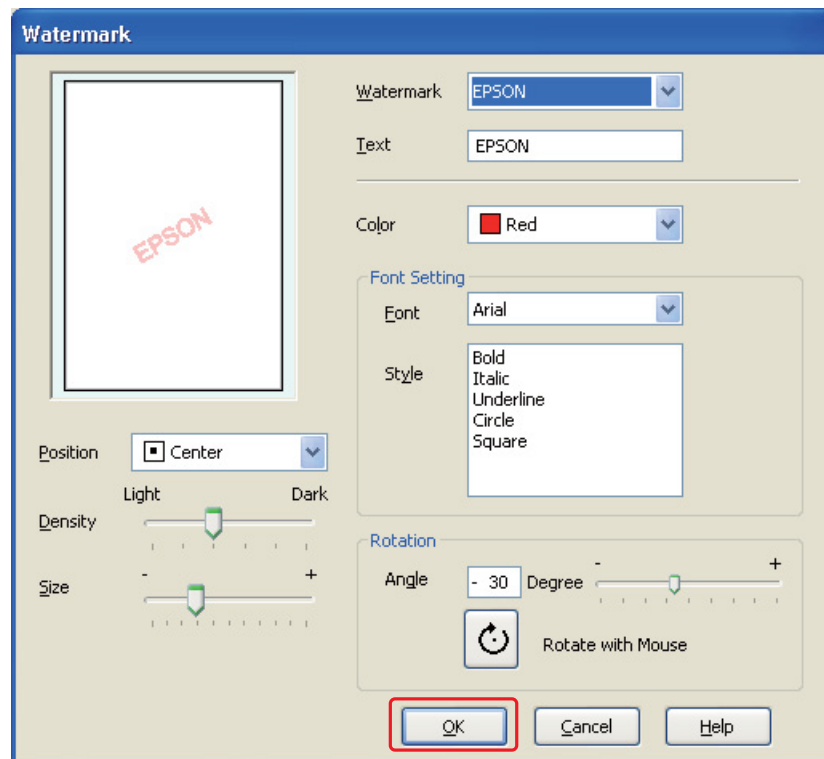 Watermark
EPSON
Position Center
Light Dark
Density
Size - +
Watermark EPSON
Text EPSON
Color Red
Font Setting
Font Arial
Style Bold
Italic
Underline
Circle
Square
Rotation
- +
Angle - 30 Degree
Rotate with Mouse
OK Cancel Help